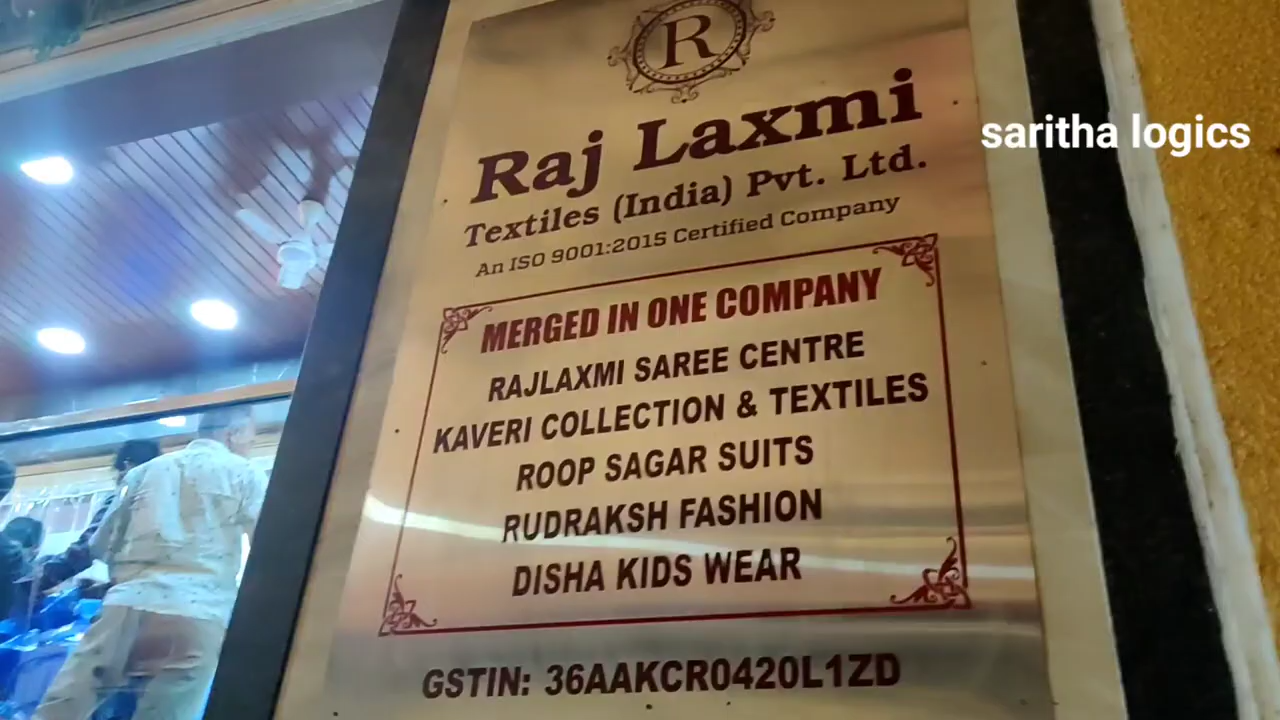 R
Raj Laxmi
Textiles (India) Pvt. Ltd.
An ISO 9001:2015 Certified Company
MERGED IN ONE COMPANY
RAJLAXMI SAREE CENTRE
KAVERI COLLECTION & TEXTILES
ROOP SAGAR SUITS
RUDRAKSH FASHION
DISHA KIDS WEAR
GSTIN: 36AAKCR0420L1ZD
saritha logics